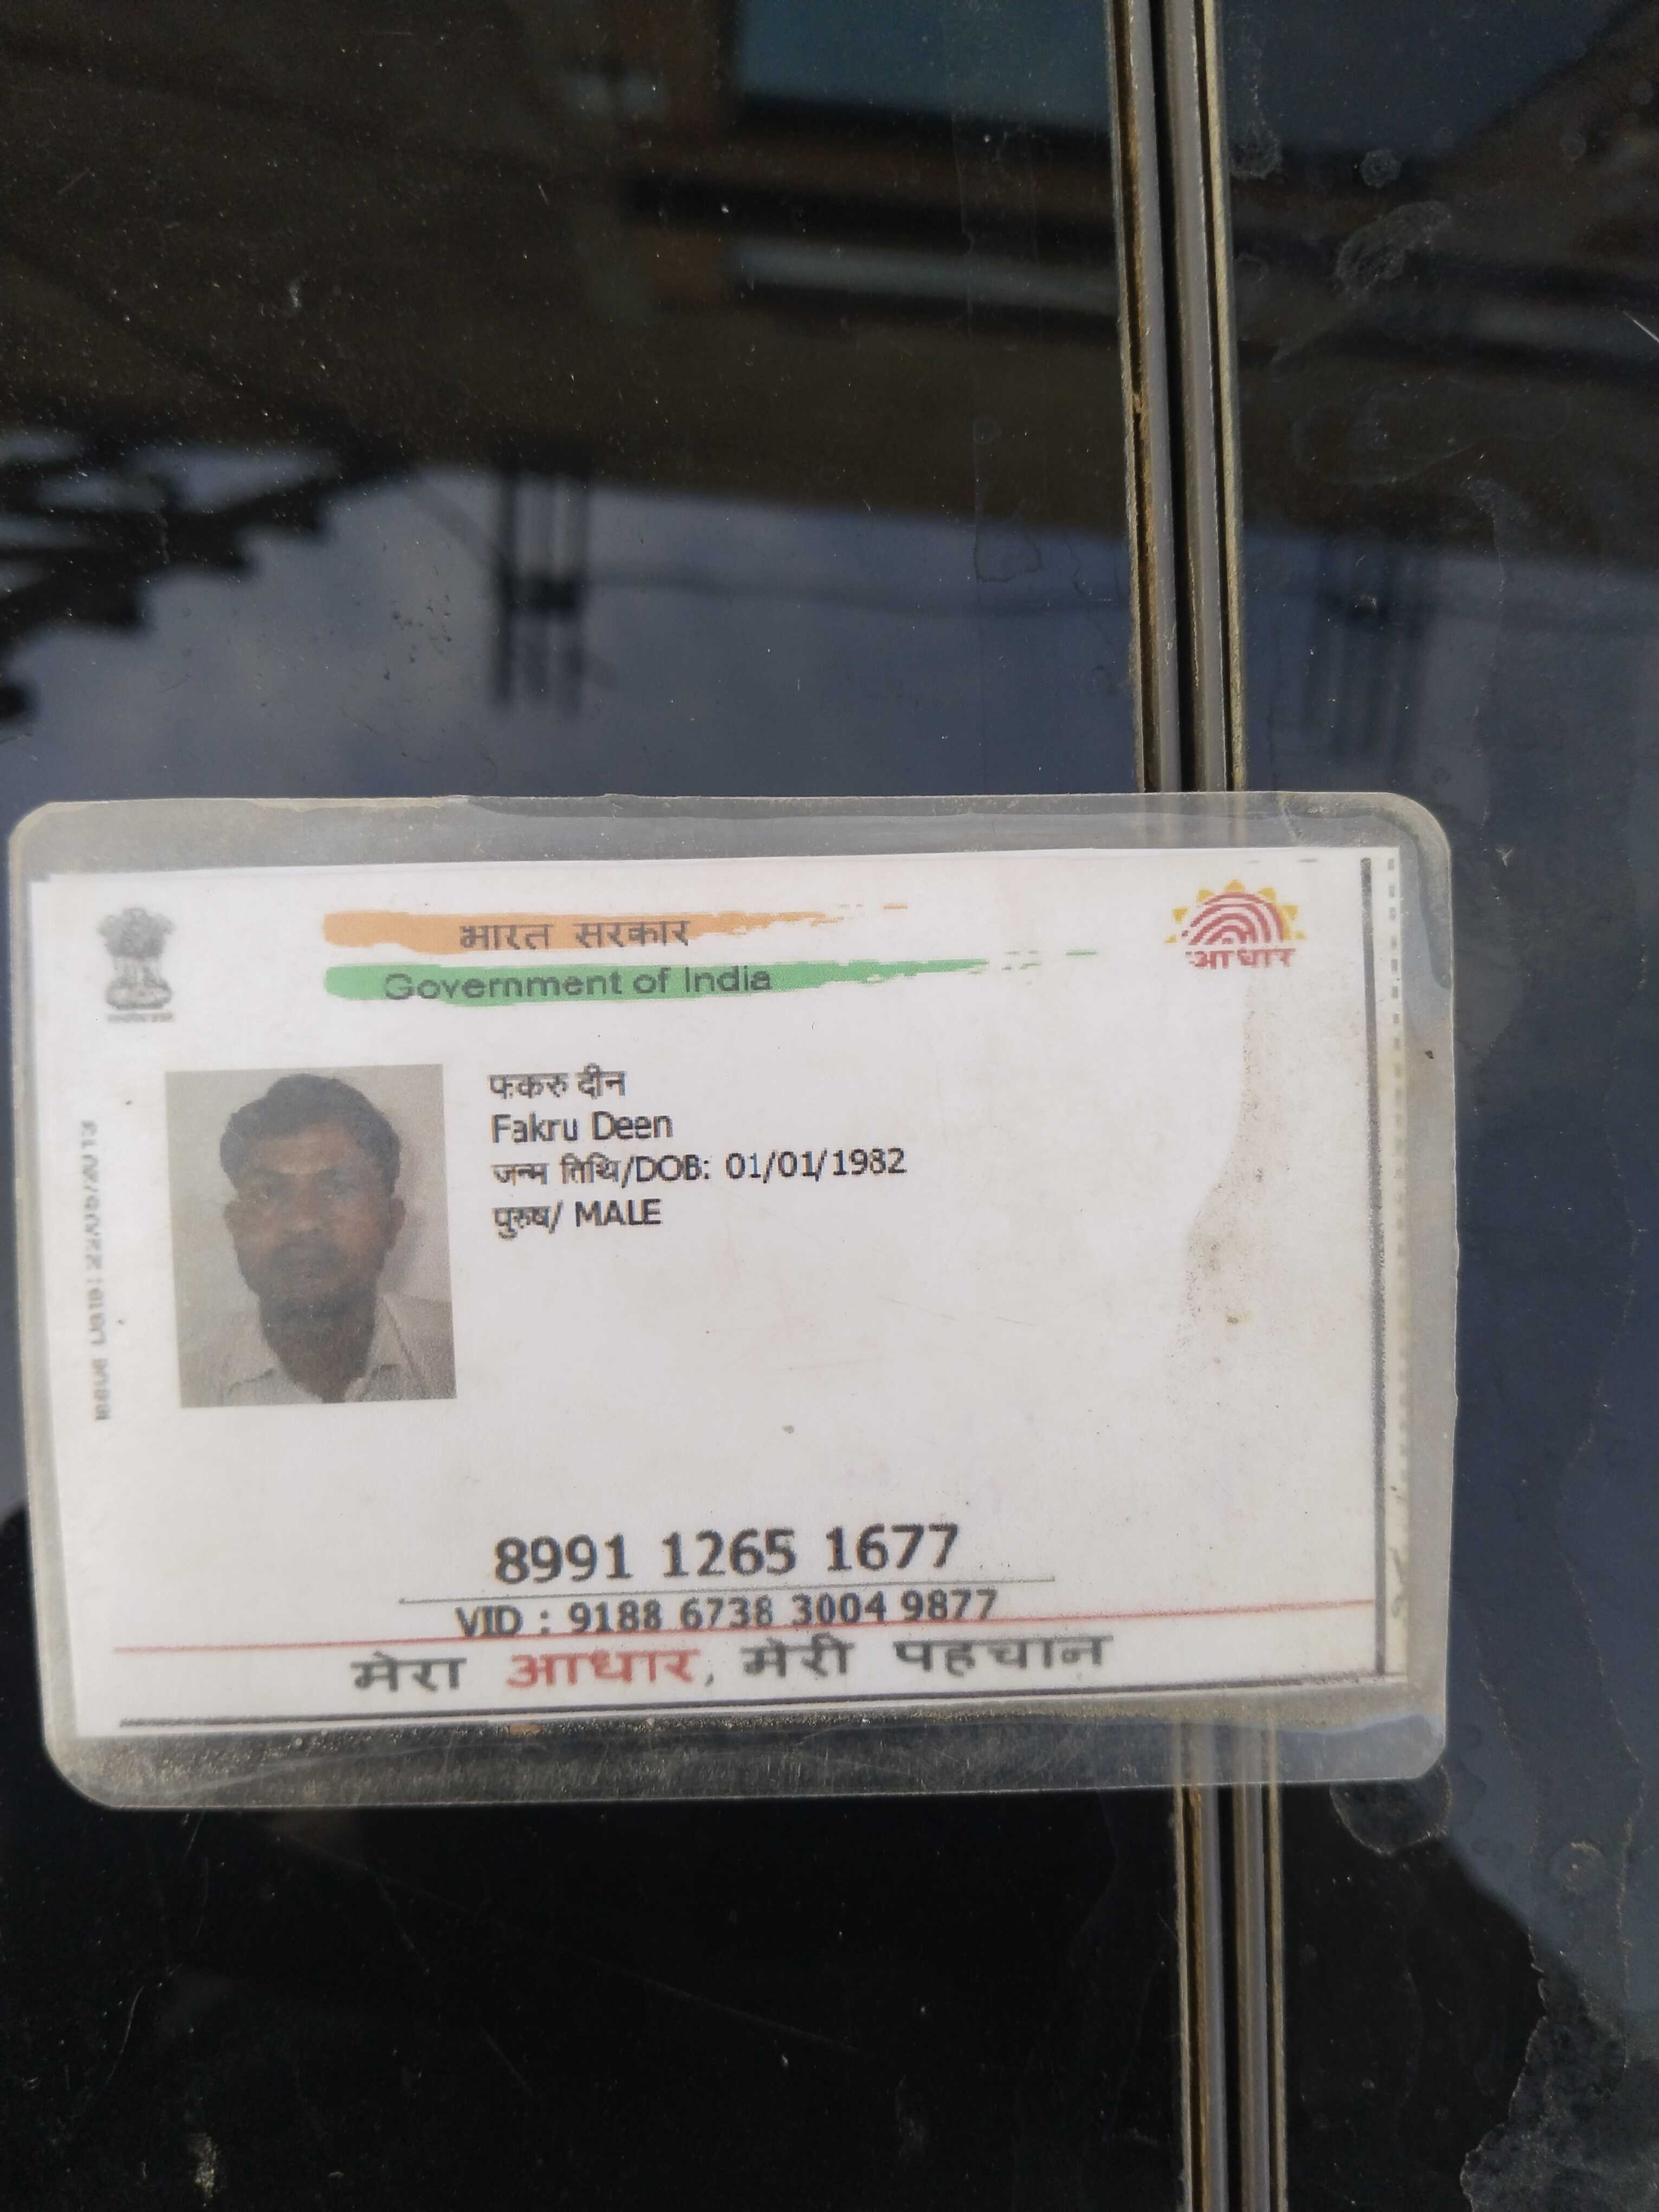 भारत सरकार
Government of India
आधार
फकरु दीन
Fakru Deen
जन्म तिथि/DOB: 01/01/1982
पुरुष/ MALE
Issue Date: 22/05/2013
8991 1265 1677
VID : 9188 6738 3004 9877
मेरा आधार, मेरी पहचान